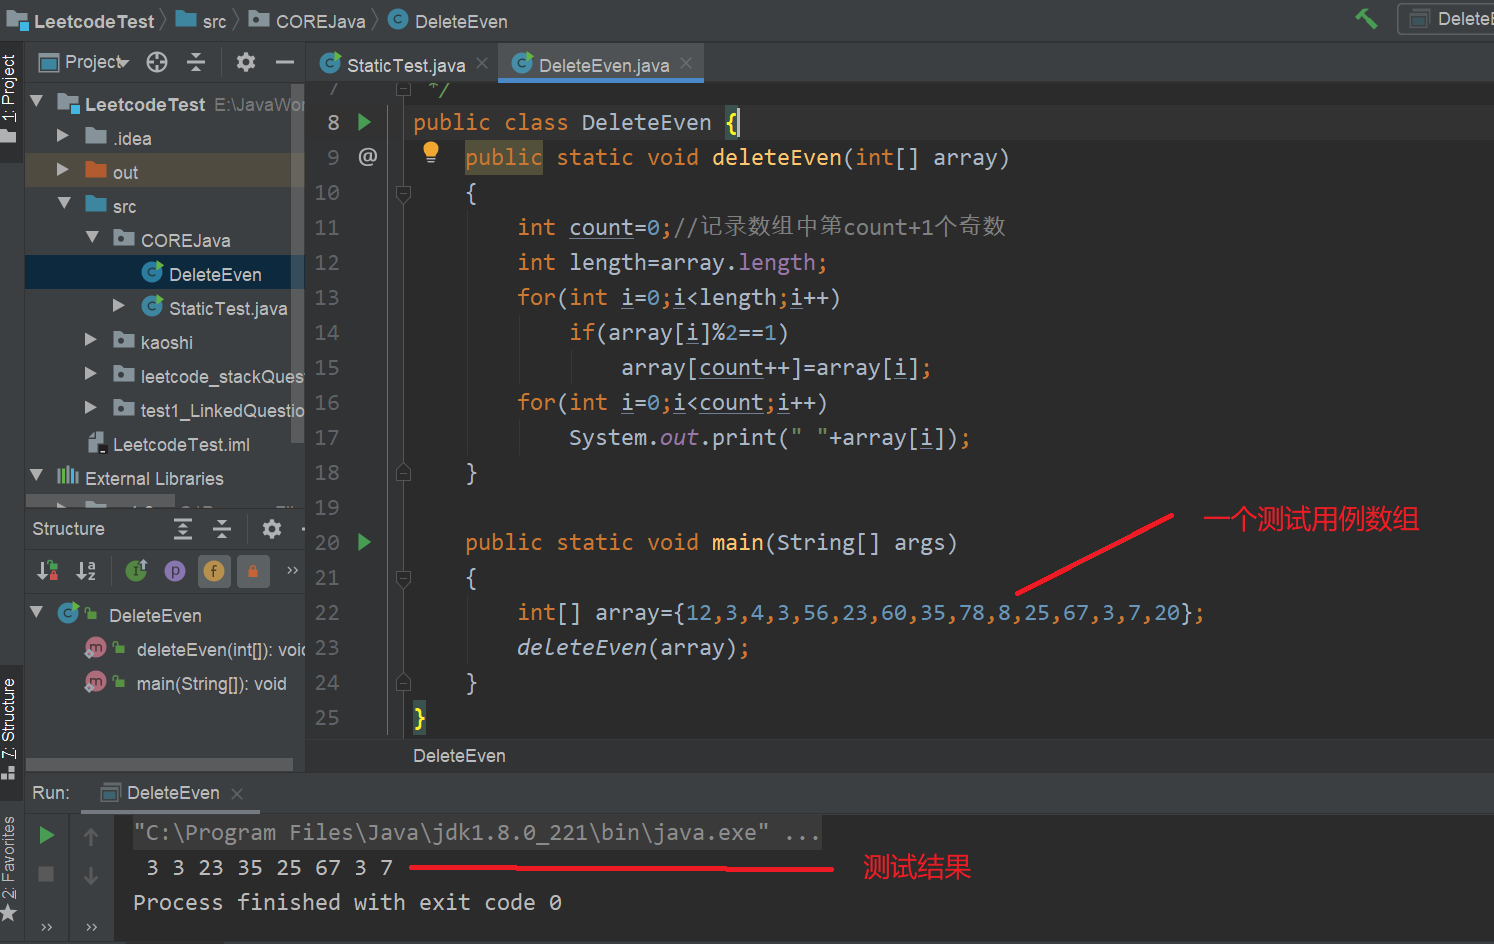 LeetcodeTest src COREJava DeleteEven
Project
StaticTest.java
DeleteEven.java
1: Project
LeetcodeTest E:\JavaWor
.idea
out
src
COREJava
DeleteEven
StaticTest.java
kaoshi
leetcode_stackQues
test1_LinkedQuestio
LeetcodeTest.iml
External Libraries
7 */
8 public class DeleteEven {
9 @ public static void deleteEven(int[] array)
10 {
11 int count=0;//记录数组中第count+1个奇数
12 int length=array.length;
13 for(int i=0;i<length;i++)
14 if(array[i]%2==1)
15 array[count++]=array[i];
16 for(int i=0;i<count;i++)
17 System.out.print(" "+array[i]);
18 }
19
20 public static void main(String[] args)
21 {
22 int[] array={12,3,4,3,56,23,60,35,78,8,25,67,3,7,20};
23 deleteEven(array);
24 }
25 }
一个测试用例数组
DeleteEven
Structure
DeleteEven
deleteEven(int[]): void
main(String[]): void
7: Structure
2: Favorites
Run: DeleteEven
"C:\Program Files\Java\jdk1.8.0_221\bin\java.exe" ...
3 3 23 35 25 67 3 7
测试结果
Process finished with exit code 0